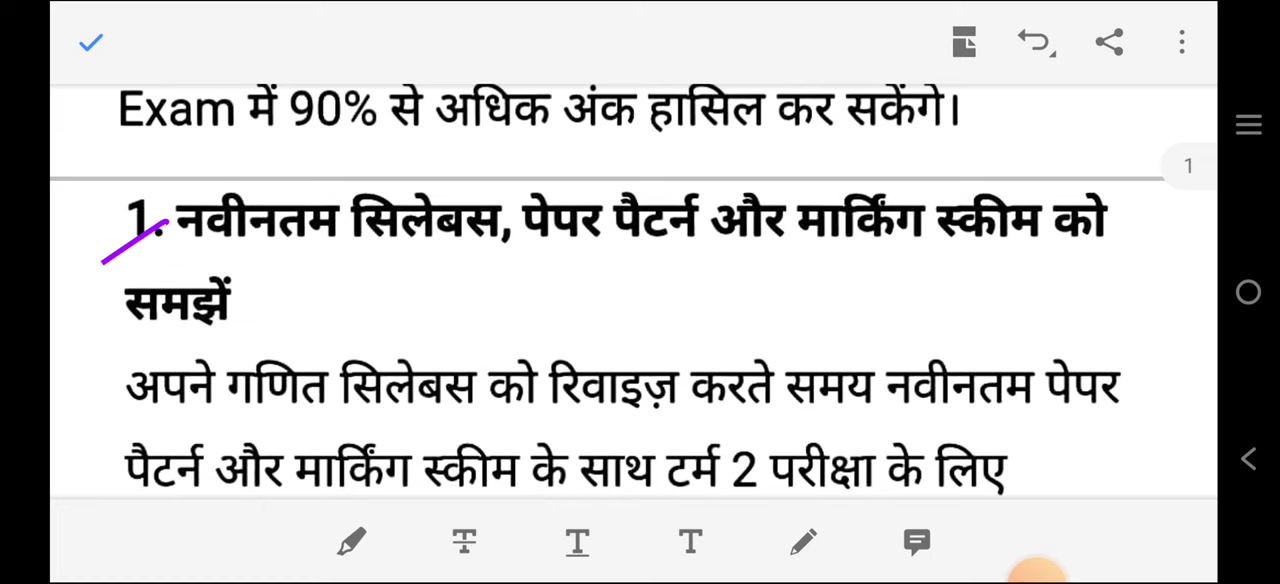 Exam में 90% से अधिक अंक हासिल कर सकेंगे।
1
1. नवीनतम सिलेबस, पेपर पैटर्न और मार्किंग स्कीम को
समझें
अपने गणित सिलेबस को रिवाइज़ करते समय नवीनतम पेपर
पैटर्न और मार्किंग स्कीम के साथ टर्म 2 परीक्षा के लिए